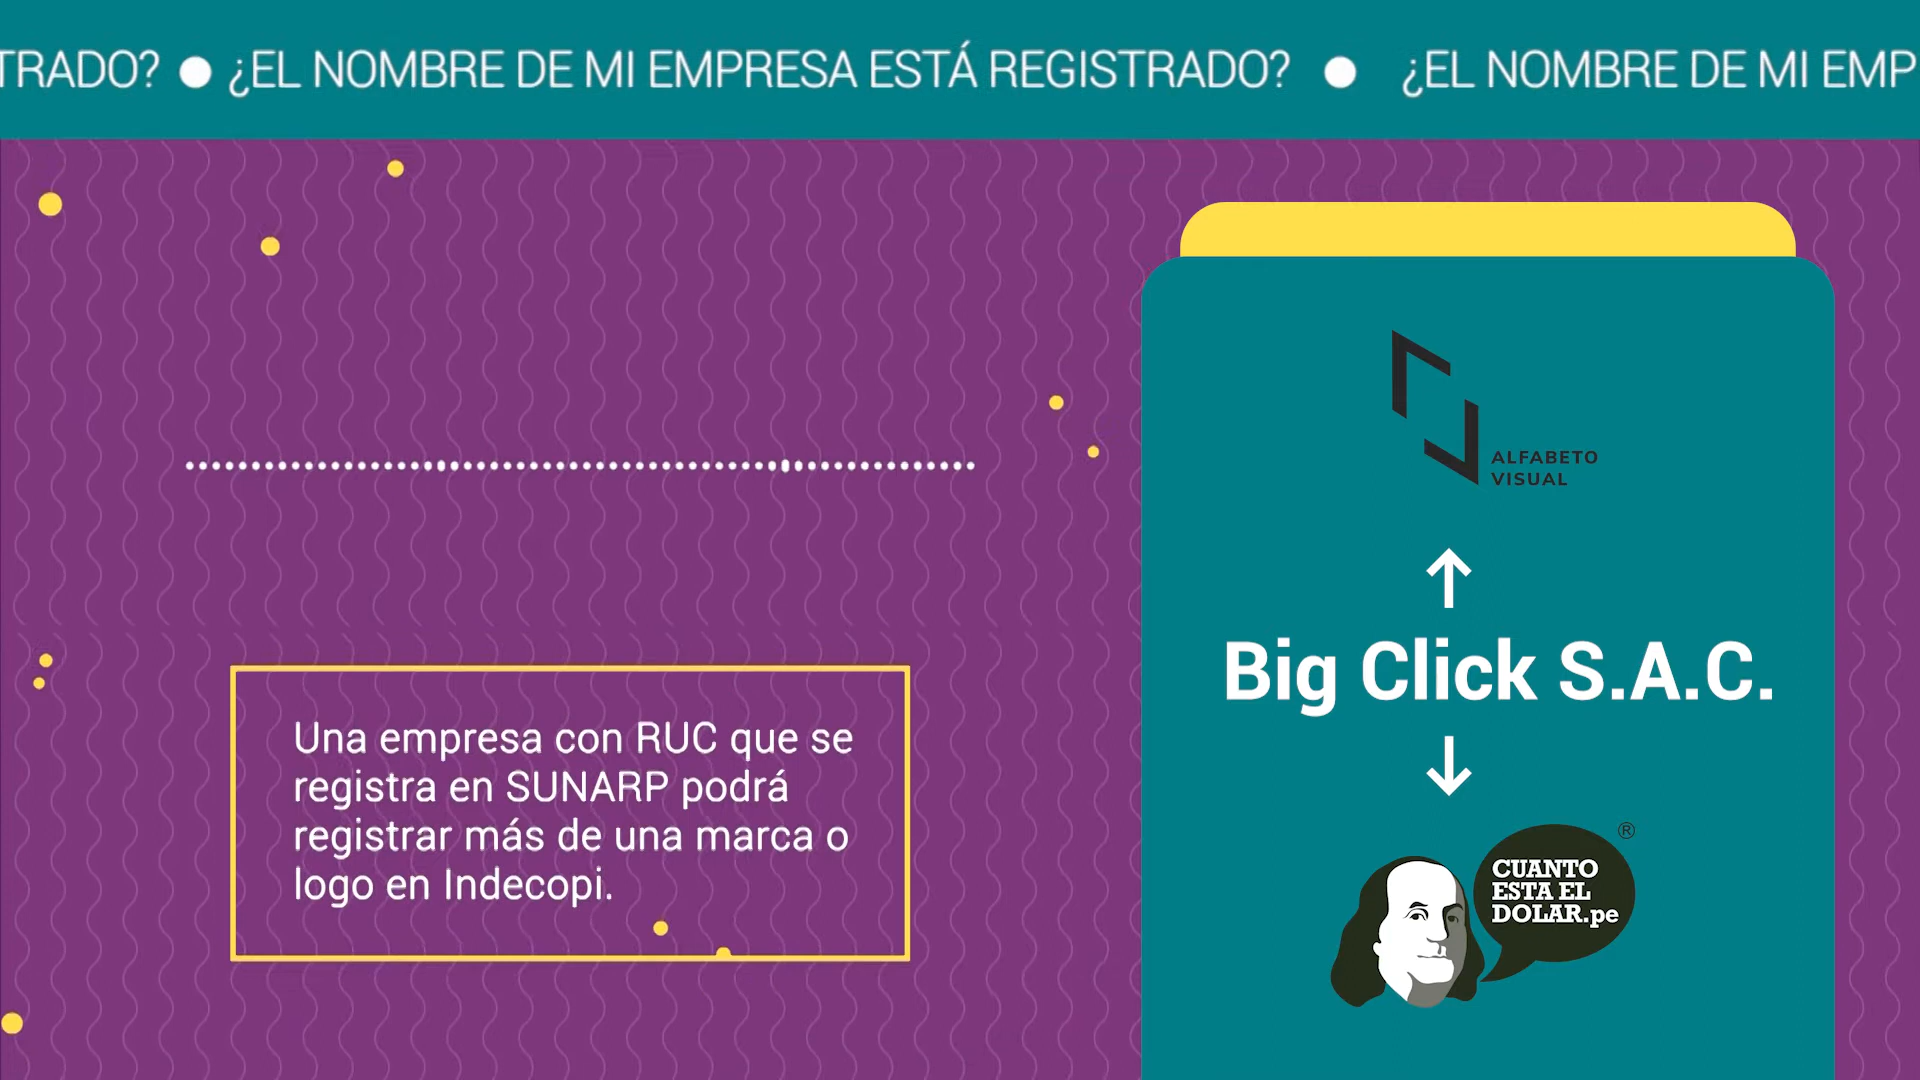 TRADO? ● ¿EL NOMBRE DE MI EMPRESA ESTÁ REGISTRADO? ● ¿EL NOMBRE DE MI EMP
ALFABETO
VISUAL
Big Click S.A.C.
CUANTO
ESTA EL
DOLAR.pe
®
Una empresa con RUC que se
registra en SUNARP podrá
registrar más de una marca o
logo en Indecopi.